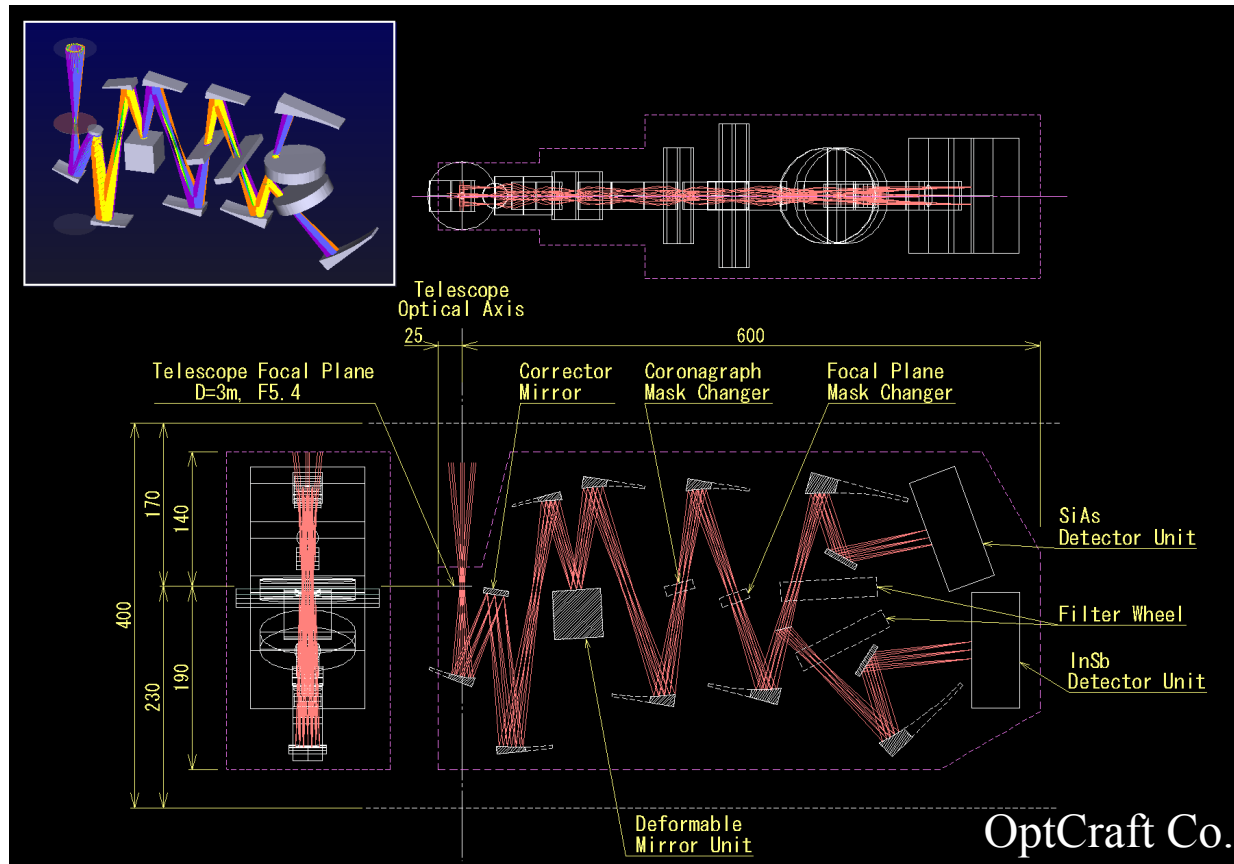 Telescope
Optical Axis
25
600
Telescope Focal Plane
D=3m, F5.4
Corrector
Mirror
Coronagraph
Mask Changer
Focal Plane
Mask Changer
170
140
400
230
190
SiAs
Detector Unit
Filter Wheel
InSb
Detector Unit
Deformable
Mirror Unit
OptCraft Co.